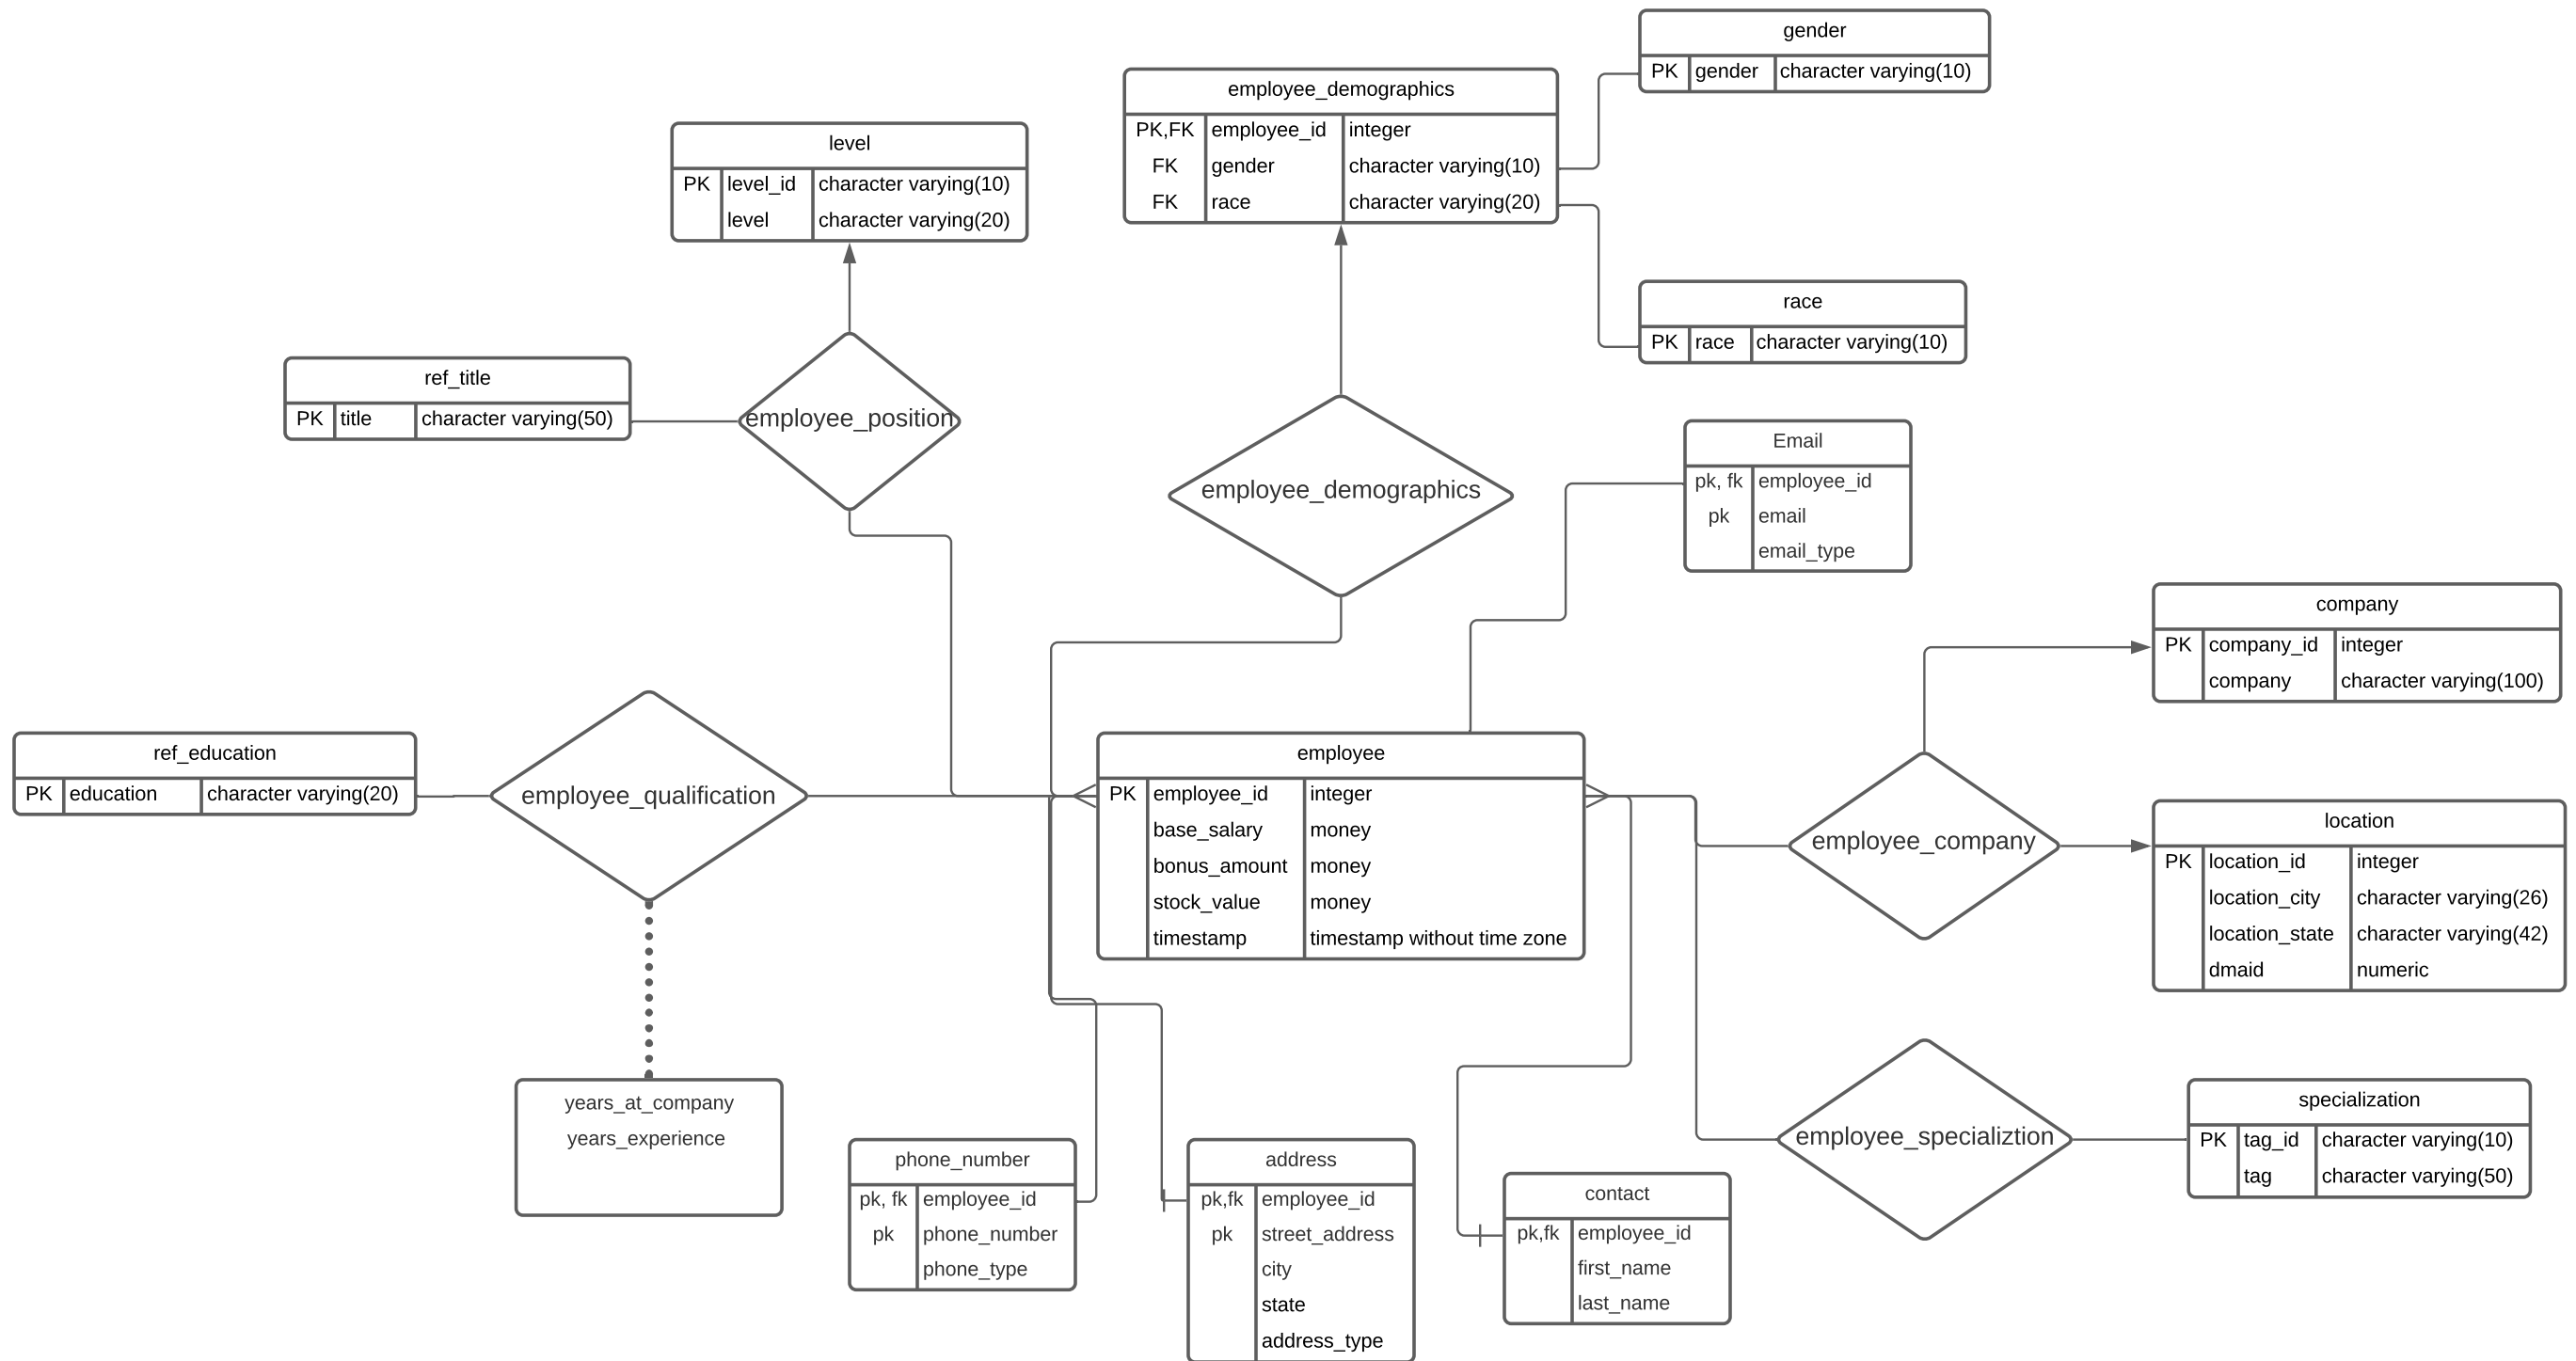 gender
PK gender character varying(10)
employee_demographics
PK,FK employee_id integer
FK gender character varying(10)
FK race character varying(20)
level
PK level_id character varying(10)
level character varying(20)
race
PK race character varying(10)
ref_title
PK title character varying(50)
employee_position
employee_demographics
Email
pk, fk employee_id
pk email
email_type
company
PK company_id integer
company character varying(100)
ref_education
PK education character varying(20)
employee_qualification
employee
PK employee_id integer
base_salary money
bonus_amount money
stock_value money
timestamp timestamp without time zone
employee_company
location
PK location_id integer
location_city character varying(26)
location_state character varying(42)
dmaid numeric
years_at_company
years_experience
phone_number
pk, fk employee_id
pk phone_number
phone_type
address
pk,fk employee_id
pk street_address
city
state
address_type
contact
pk,fk employee_id
first_name
last_name
employee_specializtion
specialization
PK tag_id character varying(10)
tag character varying(50)